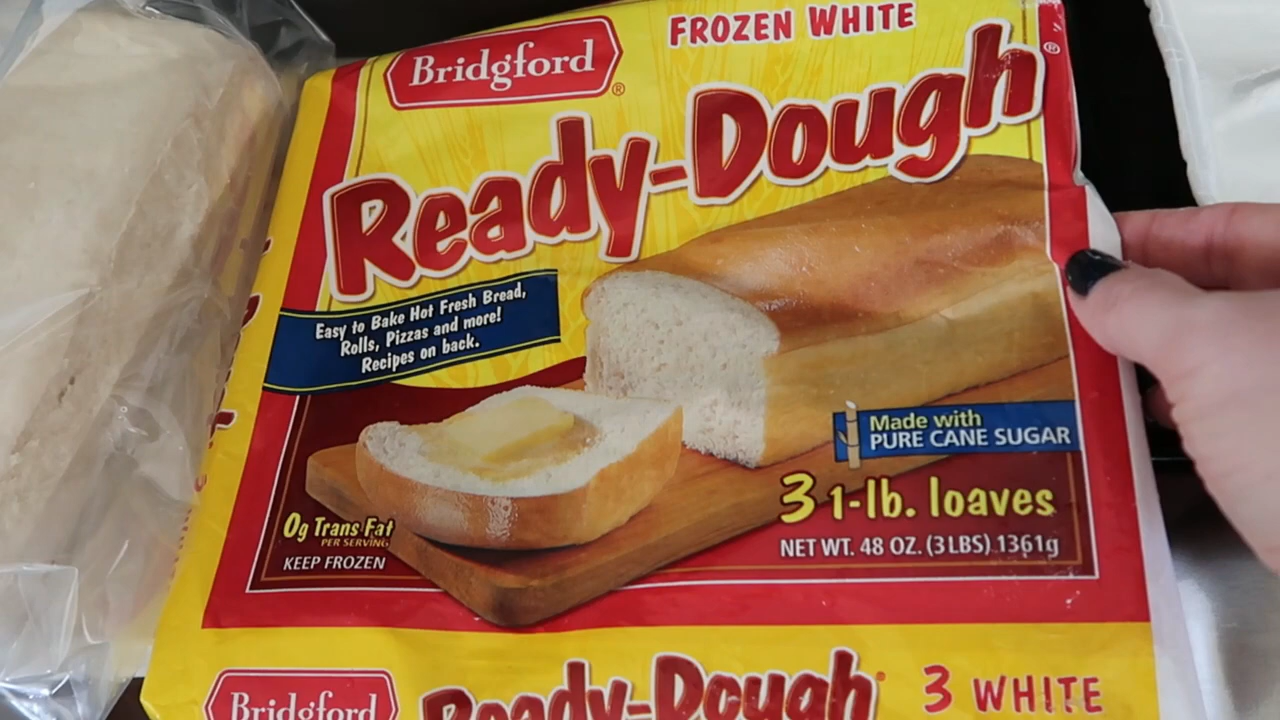 FROZEN WHITE
Bridgford®
Ready-Dough®
Easy to Bake Hot Fresh Bread,
Rolls, Pizzas and more!
Recipes on back.
Made with
PURE CANE SUGAR
3 1-lb. loaves
NET WT. 48 OZ. (3 LBS) 1361g
0g Trans Fat
PER SERVING
KEEP FROZEN
Bridgford
Ready-Dough®
3 WHITE